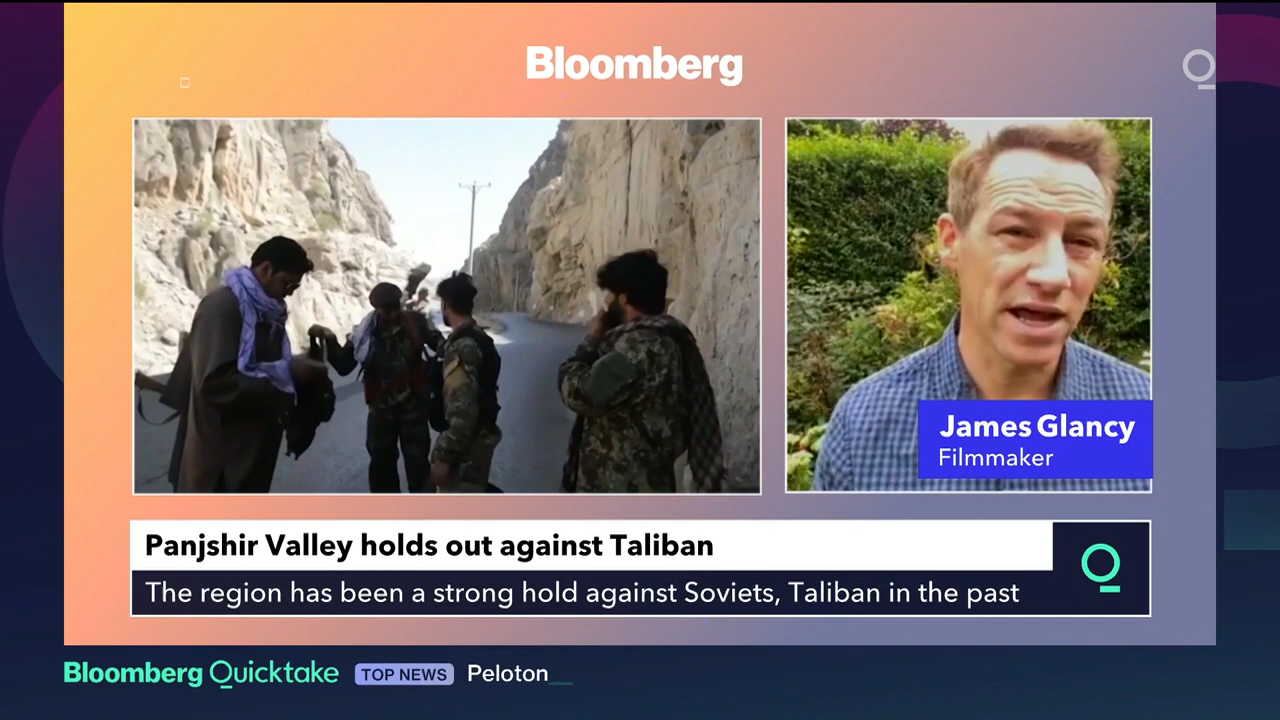 Bloomberg
James Glancy
Filmmaker
Panjshir Valley holds out against Taliban
The region has been a strong hold against Soviets, Taliban in the past
Bloomberg Quicktake TOP NEWS Peloton